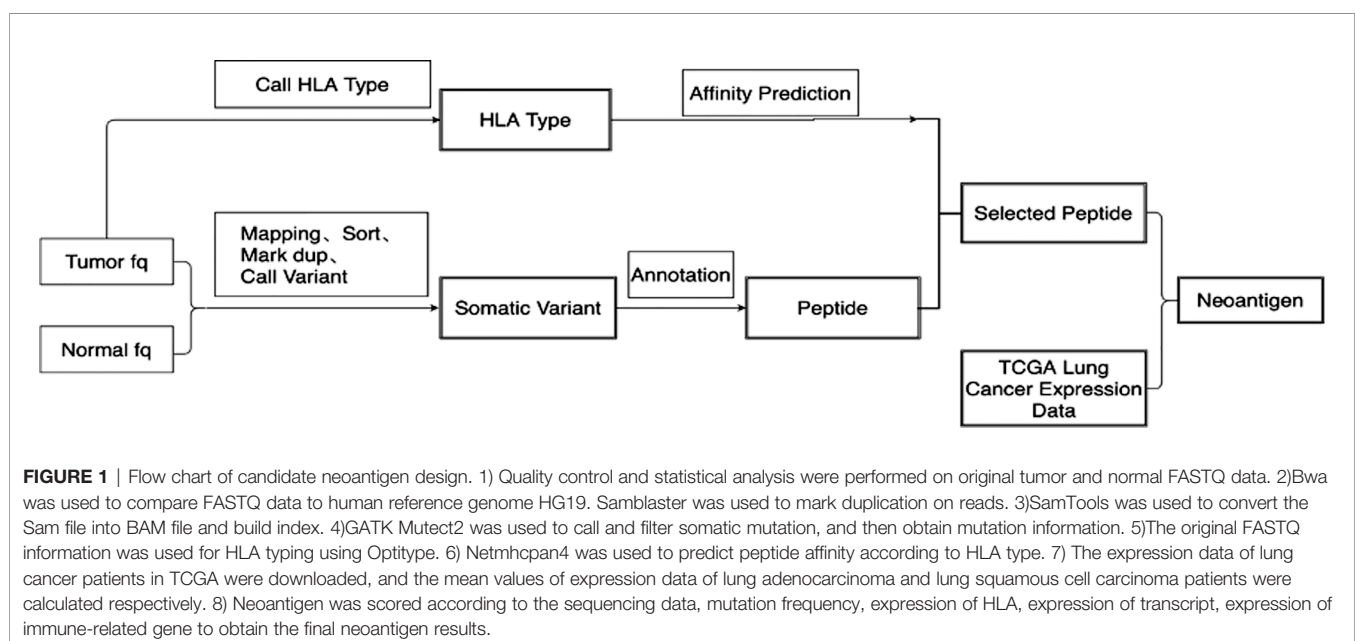 Call HLA Type
HLA Type
Affinity Prediction
Tumor fq
Normal fq
Mapping、Sort、
Mark dup、
Call Variant
Somatic Variant
Annotation
Peptide
Selected Peptide
TCGA Lung
Cancer Expression
Data
Neoantigen
FIGURE 1 | Flow chart of candidate neoantigen design. 1) Quality control and statistical analysis were performed on original tumor and normal FASTQ data. 2)Bwa
was used to compare FASTQ data to human reference genome HG19. Samblaster was used to mark duplication on reads. 3)SamTools was used to convert the
Sam file into BAM file and build index. 4)GATK Mutect2 was used to call and filter somatic mutation, and then obtain mutation information. 5)The original FASTQ
information was used for HLA typing using Optitype. 6) Netmhcpan4 was used to predict peptide affinity according to HLA type. 7) The expression data of lung
cancer patients in TCGA were downloaded, and the mean values of expression data of lung adenocarcinoma and lung squamous cell carcinoma patients were
calculated respectively. 8) Neoantigen was scored according to the sequencing data, mutation frequency, expression of HLA, expression of transcript, expression of
immune-related gene to obtain the final neoantigen results.